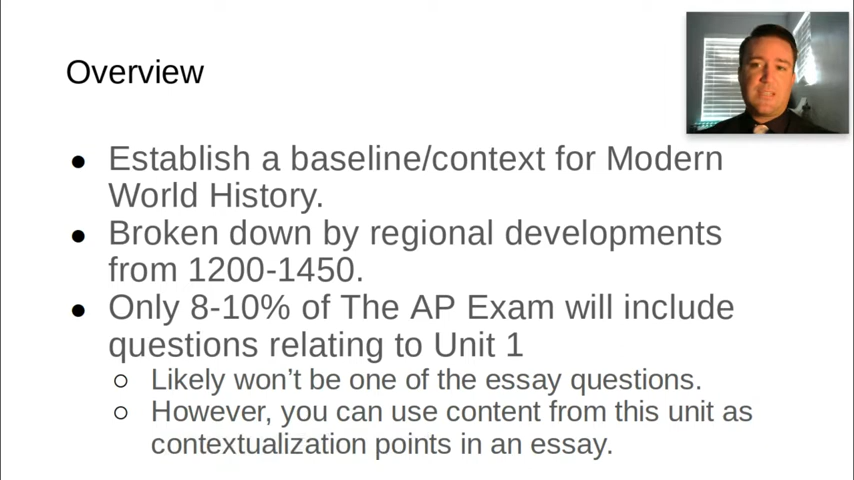 Overview
● Establish a baseline/context for Modern
World History.
● Broken down by regional developments
from 1200-1450.
● Only 8-10% of The AP Exam will include
questions relating to Unit 1
○ Likely won’t be one of the essay questions.
○ However, you can use content from this unit as
contextualization points in an essay.